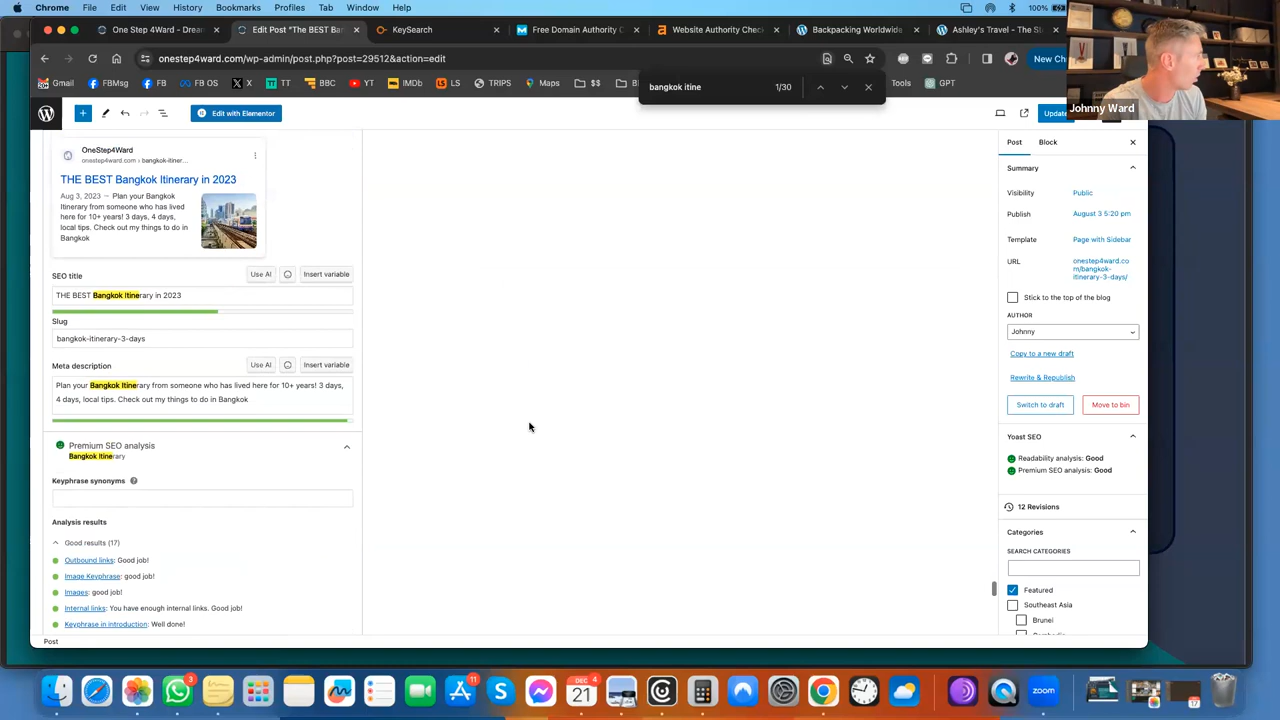 Chrome File Edit View History Bookmarks Profiles Tab Window Help
100%
One Step 4Ward - Drea
Edit Post "THE BEST Ban
KeySearch
Free Domain Authority C
Website Authority Chec
Backpacking Worldwide
Ashley's Travel - The St
onestep4ward.com/wp-admin/post.php?post=29512&action=edit
New Ch
Gmail FBMsg FB FB OS X TT BBC YT IMDb LS TRIPS Maps $$ Tools GPT
bangkok itine 1/30
Johnny Ward
Edit with Elementor
Update
OneStep4Ward
onestep4ward.com › bangkok-itiner...
THE BEST Bangkok Itinerary in 2023
Aug 3, 2023 — Plan your Bangkok
Itinerary from someone who has lived
here for 10+ years! 3 days, 4 days,
local tips. Check out my things to do in
Bangkok
SEO title
Use AI
Insert variable
THE BEST Bangkok Itinerary in 2023
Slug
bangkok-itinerary-3-days
Meta description
Use AI
Insert variable
Plan your Bangkok Itinerary from someone who has lived here for 10+ years! 3 days,
4 days, local tips. Check out my things to do in Bangkok
Premium SEO analysis
Bangkok Itinerary
Keyphrase synonyms
Analysis results
Good results (17)
Outbound links: Good job!
Image Keyphrase: good job!
Images: good job!
Internal links: You have enough internal links. Good job!
Keyphrase in introduction: Well done!
Post
Post Block
Summary
Visibility Public
Publish August 3 5:20 pm
Template Page with Sidebar
URL onestep4ward.co
m/bangkok-
itinerary-3-days/
Stick to the top of the blog
AUTHOR
Johnny
Copy to a new draft
Rewrite & Republish
Switch to draft
Move to bin
Yoast SEO
Readability analysis: Good
Premium SEO analysis: Good
12 Revisions
Categories
SEARCH CATEGORIES
Featured
Southeast Asia
Brunei
3
11
DEC
21
4
zoom
17